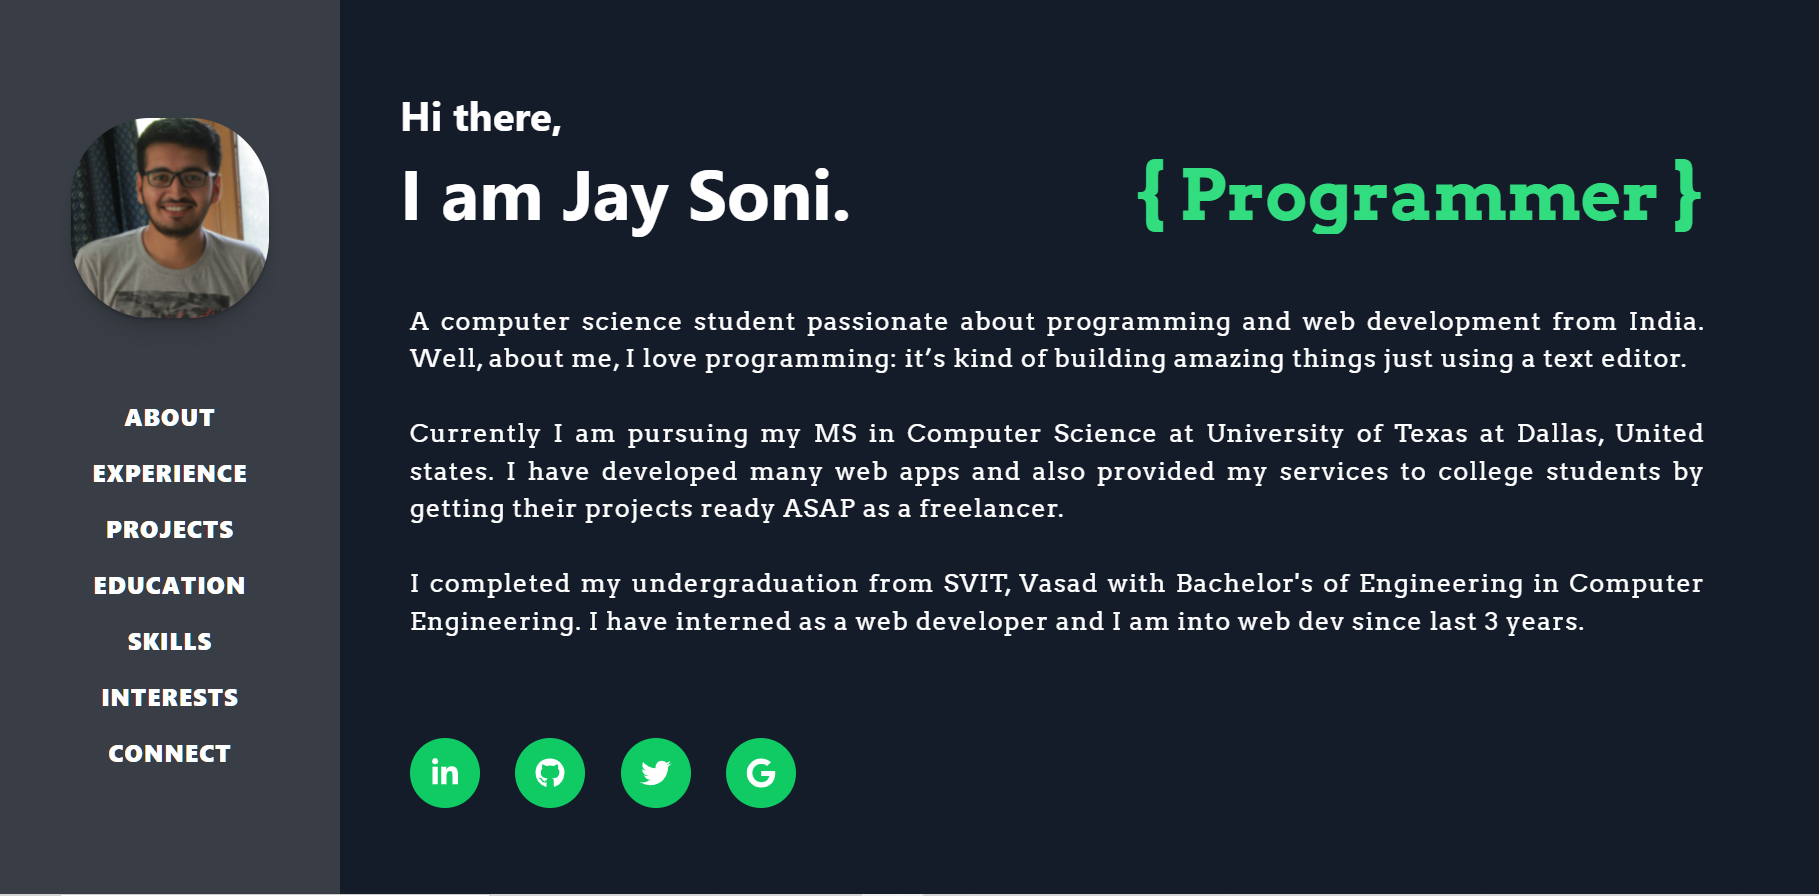 ABOUT
EXPERIENCE
PROJECTS
EDUCATION
SKILLS
INTERESTS
CONNECT
Hi there,
I am Jay Soni.
{ Programmer }
A computer science student passionate about programming and web development from India.
Well, about me, I love programming: it’s kind of building amazing things just using a text editor.
Currently I am pursuing my MS in Computer Science at University of Texas at Dallas, United
states. I have developed many web apps and also provided my services to college students by
getting their projects ready ASAP as a freelancer.
I completed my undergraduation from SVIT, Vasad with Bachelor's of Engineering in Computer
Engineering. I have interned as a web developer and I am into web dev since last 3 years.
in
G